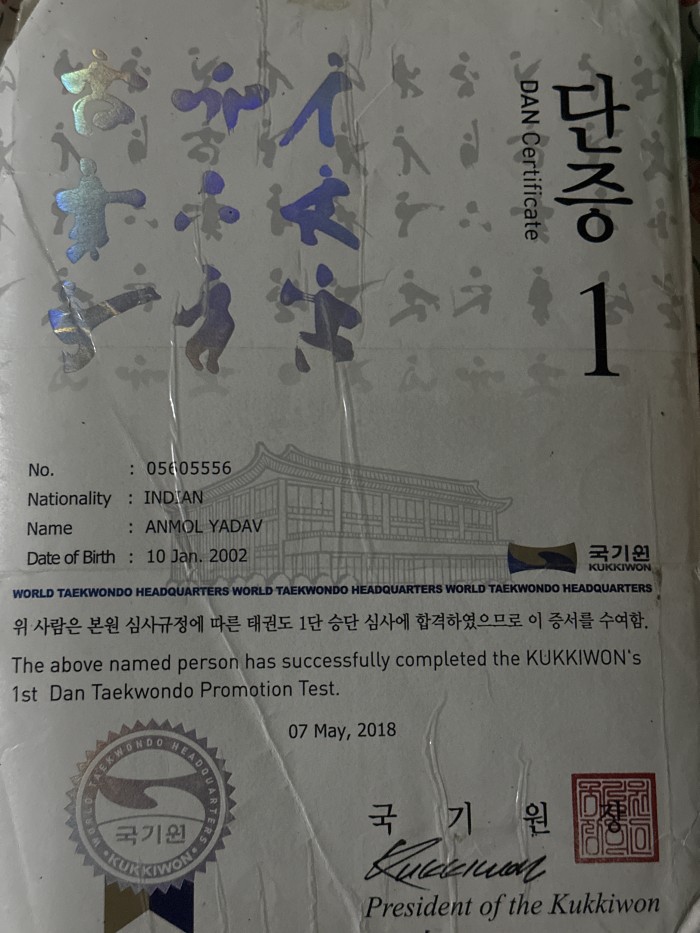 단증
DAN Certificate
1
No. : 05605556
Nationality : INDIAN
Name : ANMOL YADAV
Date of Birth : 10 Jan. 2002
국기원
KUKKIWON
WORLD TAEKWONDO HEADQUARTERS WORLD TAEKWONDO HEADQUARTERS WORLD TAEKWONDO HEADQUARTERS
위 사람은 본원 심사규정에 따른 태권도 1단 승단 심사에 합격하였으므로 이 증서를 수여함.
The above named person has successfully completed the KUKKIWON's
1st Dan Taekwondo Promotion Test.
07 May, 2018
WORLD TAEKWONDO HEADQUARTERS
국기원
KUKKIWON
국 기 원 장
Kukkiwon
President of the Kukkiwon